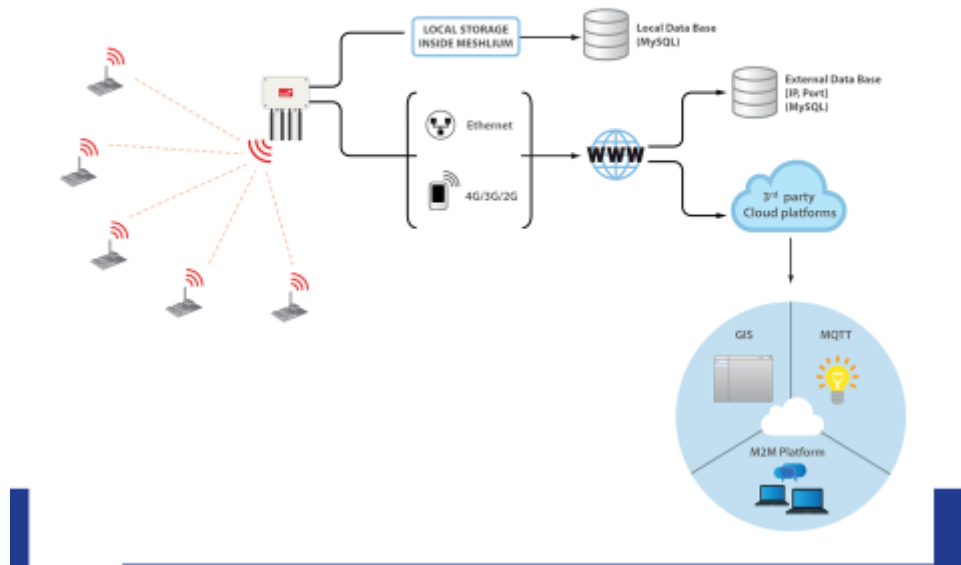 LOCAL STORAGE
INSIDE MESHLIUM
Local Data Base
(MySQL)
External Data Base
[IP, Port]
(MySQL)
Ethernet
4G/3G/2G
WWW
3rd party
Cloud platforms
GIS
MQTT
M2M Platform